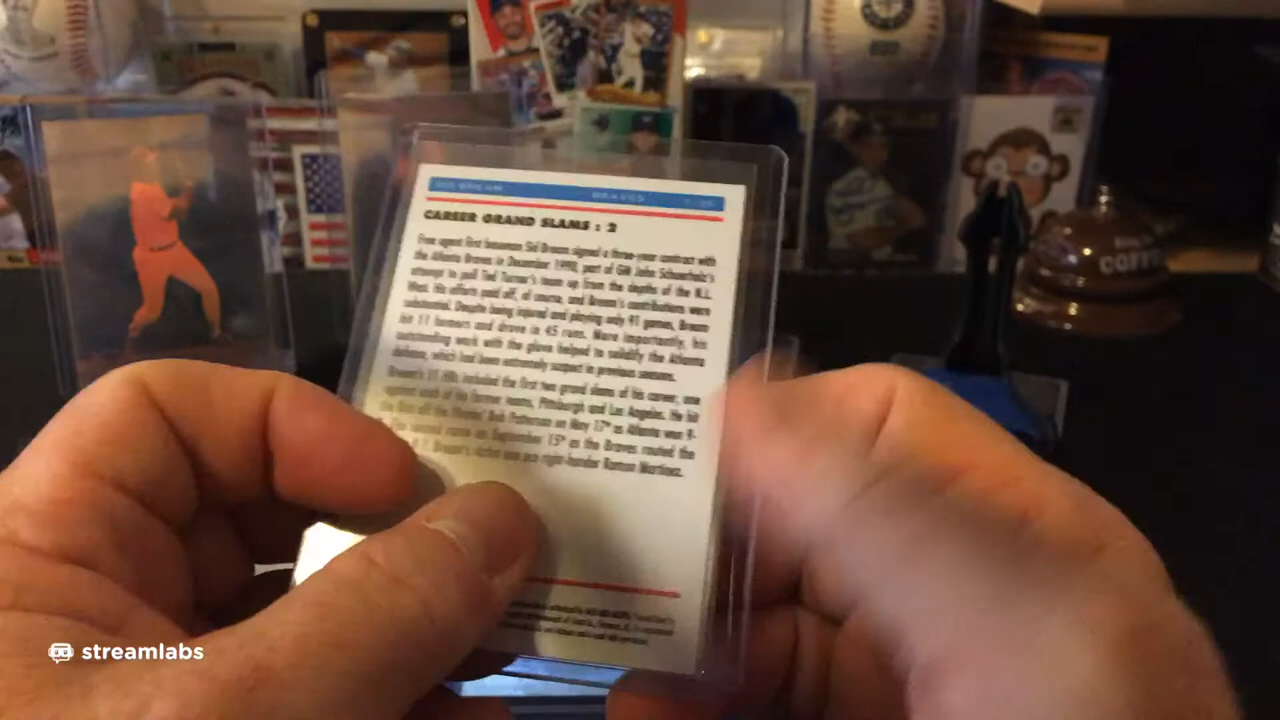 SID BREAM BRAVES
CAREER GRAND SLAMS : 2
Free agent first baseman Sid Bream signed a three-year contract with
the Atlanta Braves in December 1990, part of GM John Schuerholz's
attempt to pull Ted Turner's team up from the depths of the N.L.
West. His efforts paid off, of course, and Bream's contributions were
substantial. Despite being injured and playing only 91 games, Bream
hit 11 homers and drove in 45 runs. More importantly, his
outstanding work with the glove helped to solidify the Atlanta
defense, which had been extremely suspect in previous seasons.
Bream's 11 HRs included the first two grand slams of his career, one
against each of his former teams, Pittsburgh and Los Angeles. He hit
the first off the Pirates' Bob Patterson on May 17th as Atlanta won 9-
The second came on September 15th as the Braves routed the
Bream's victim was ace right-hander Ramon Martinez.
COFFEE
streamlabs